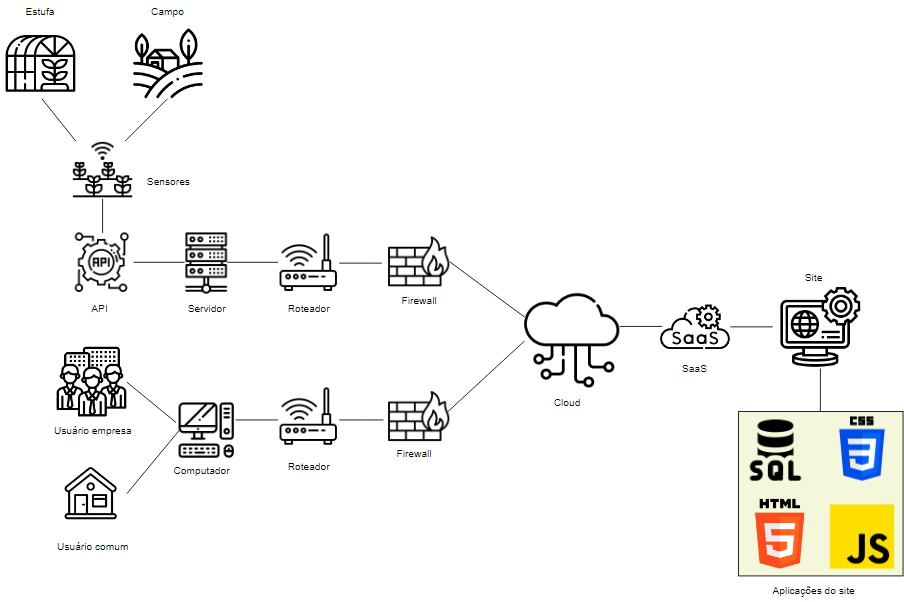 Estufa
Campo
Sensores
API
API
Servidor
Roteador
Firewall
Cloud
SaaS
SaaS
Site
Usuário empresa
Usuário comum
Computador
Roteador
Firewall
SQL
CSS
HTML
JS
Aplicações do site